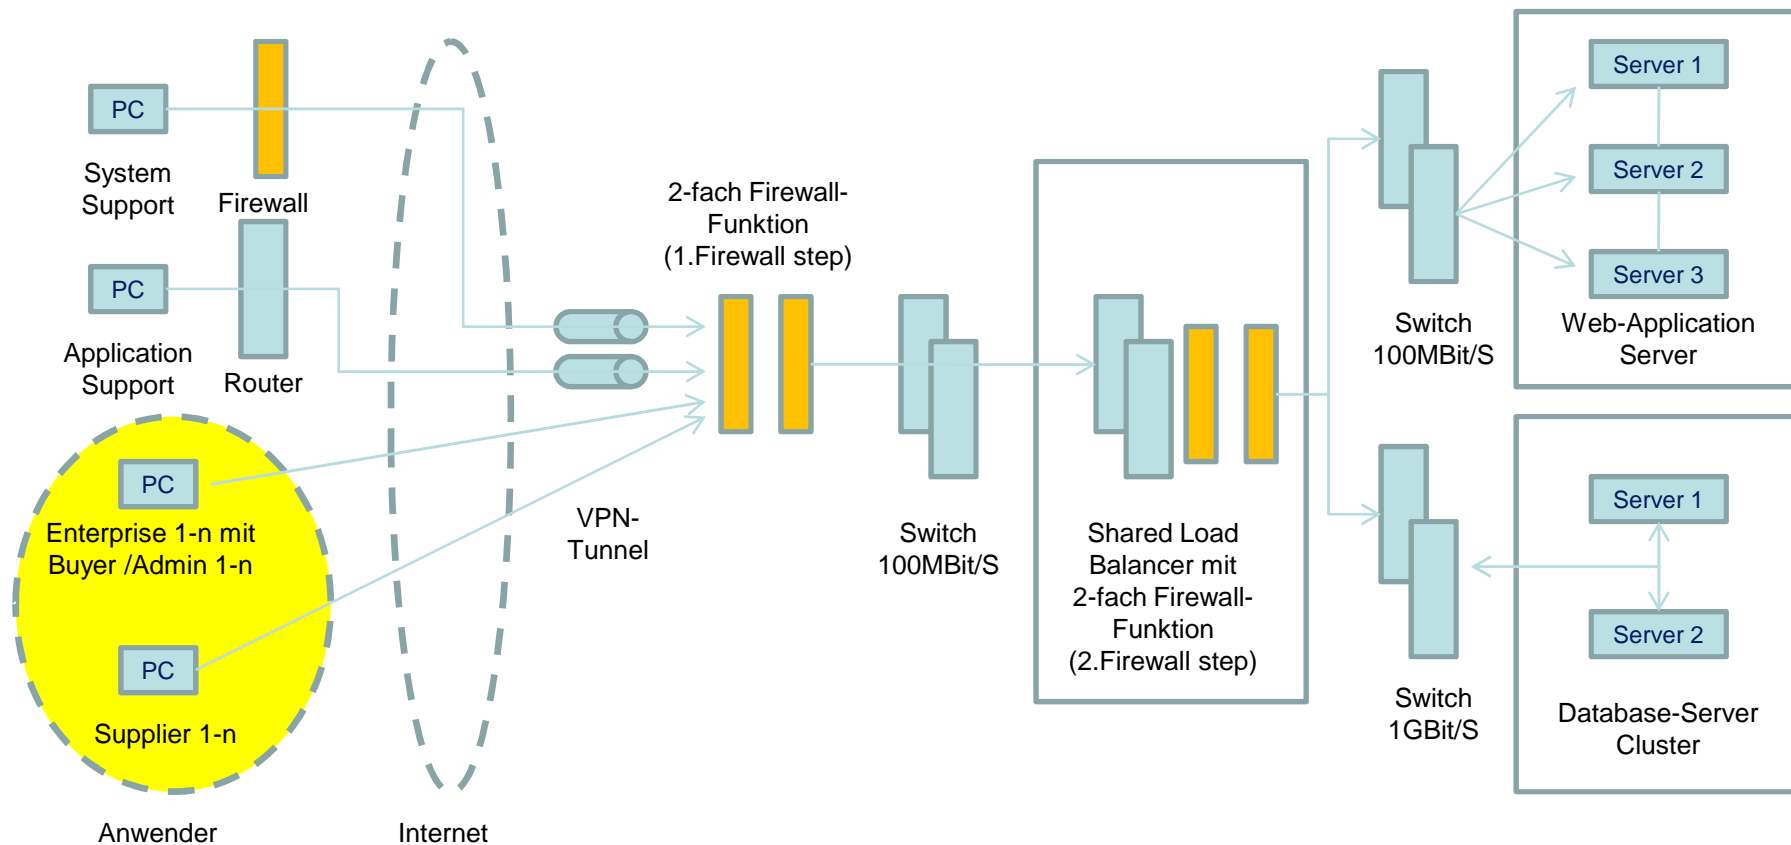 PC
System
Support
Firewall
PC
Application
Support
Router
PC
Enterprise 1-n mit
Buyer /Admin 1-n
PC
Supplier 1-n
Anwender
Internet
VPN-
Tunnel
2-fach Firewall-
Funktion
(1.Firewall step)
Switch
100MBit/S
Shared Load
Balancer mit
2-fach Firewall-
Funktion
(2.Firewall step)
Switch
100MBit/S
Server 1
Server 2
Server 3
Web-Application
Server
Switch
1GBit/S
Server 1
Server 2
Database-Server
Cluster